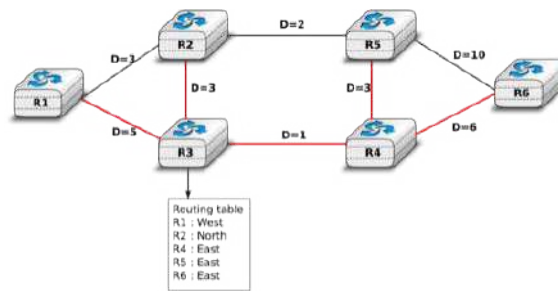 R2
D=2
R5
D=10
R1
D=3
D=3
R6
D=5
R3
D=1
R4
D=6
Routing table
R1 : West
R2 : North
R4 : East
R5 : East
R6 : East